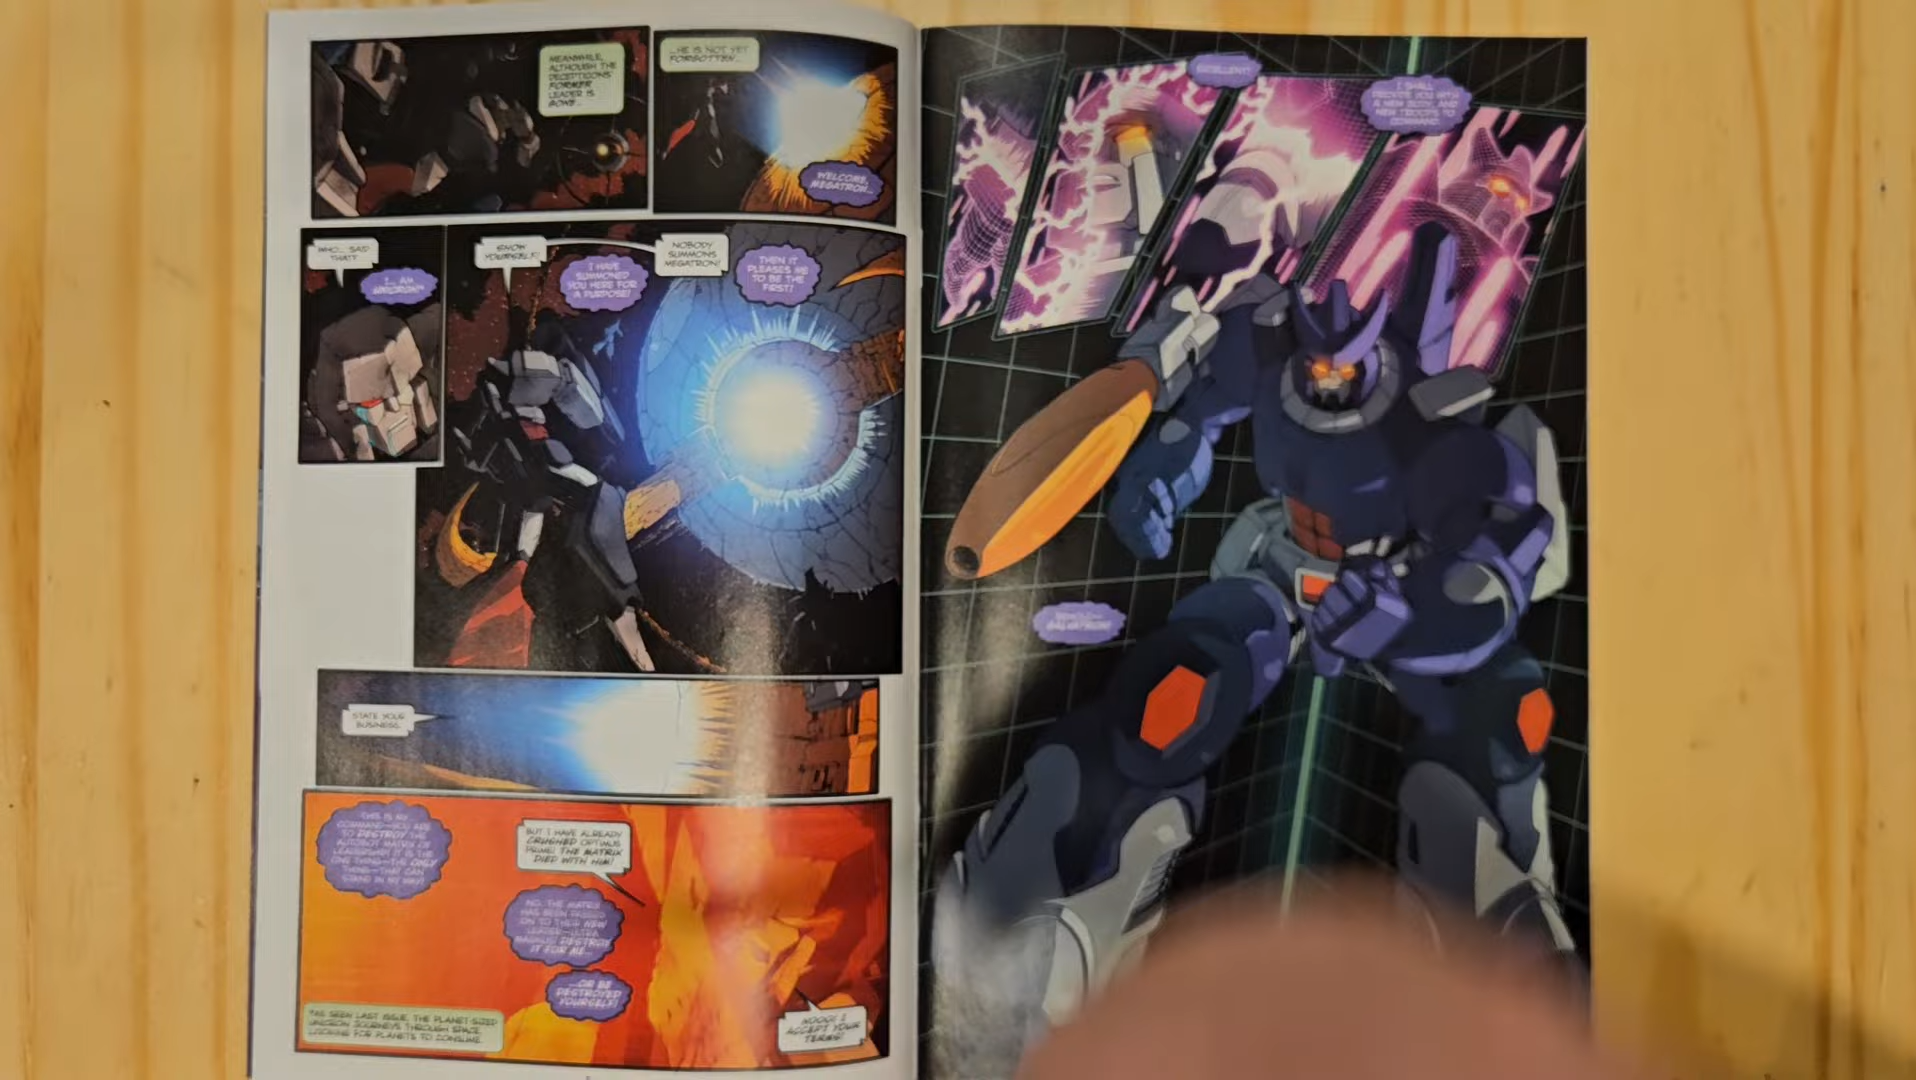 MEANWHILE,
ALTHOUGH THE
DECEPTICONS'
FORMER
LEADER IS
GONE...
...HE IS NOT YET
FORGOTTEN...
WELCOME,
MEGATRON...
WHO... SAID
THAT?
I... AM
UNICRON!*
SHOW
YOURSELF!
I HAVE
SUMMONED
YOU HERE FOR
A PURPOSE!
NOBODY
SUMMONS
MEGATRON!
THEN IT
PLEASES ME
TO BE THE
FIRST!
STATE YOUR
BUSINESS.
THIS IS MY
COMMAND—YOU ARE
TO DESTROY THE
AUTOBOT MATRIX OF
LEADERSHIP! IT IS THE
ONE THING—THE ONLY
THING—THAT CAN
STAND IN MY WAY!
BUT I HAVE ALREADY
CRUSHED OPTIMUS
PRIME! THE MATRIX
DIED WITH HIM!
NO. THE MATRIX
HAS BEEN PASSED
ON TO THEIR NEW
LEADER—ULTRA
MAGNUS! DESTROY
IT FOR ME...
...OR BE
DESTROYED
YOURSELF!
*AS SEEN LAST ISSUE, THE PLANET-SIZED
UNICRON JOURNEYS THROUGH SPACE
LOOKING FOR PLANETS TO CONSUME.
NOOO! I
ACCEPT YOUR
TERMS!
EXCELLENT!
I SHALL
PROVIDE YOU WITH
A NEW BODY, AND
NEW TROOPS TO
COMMAND.
BEHOLD—
GALVATRON!